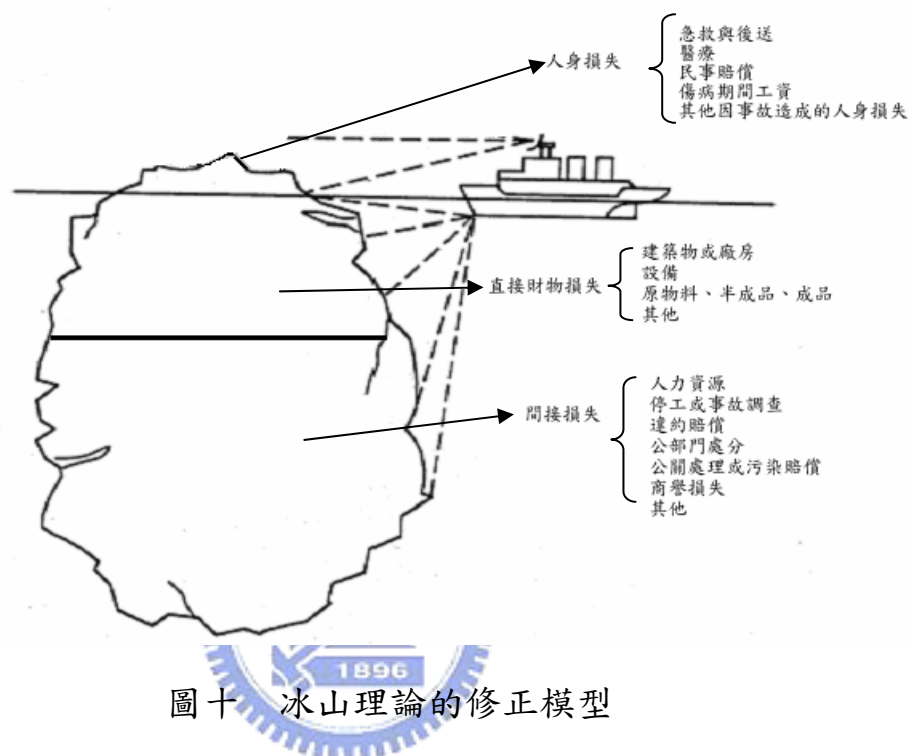 人身損失
急救與後送
醫療
民事賠償
傷病期間工資
其他因事故造成的人身損失
直接財物損失
建築物或廠房
設備
原物料、半成品、成品
其他
間接損失
人力資源
停工或事故調查
違約賠償
公部門處分
公關處理或污染賠償
商譽損失
其他
1896
圖十 冰山理論的修正模型